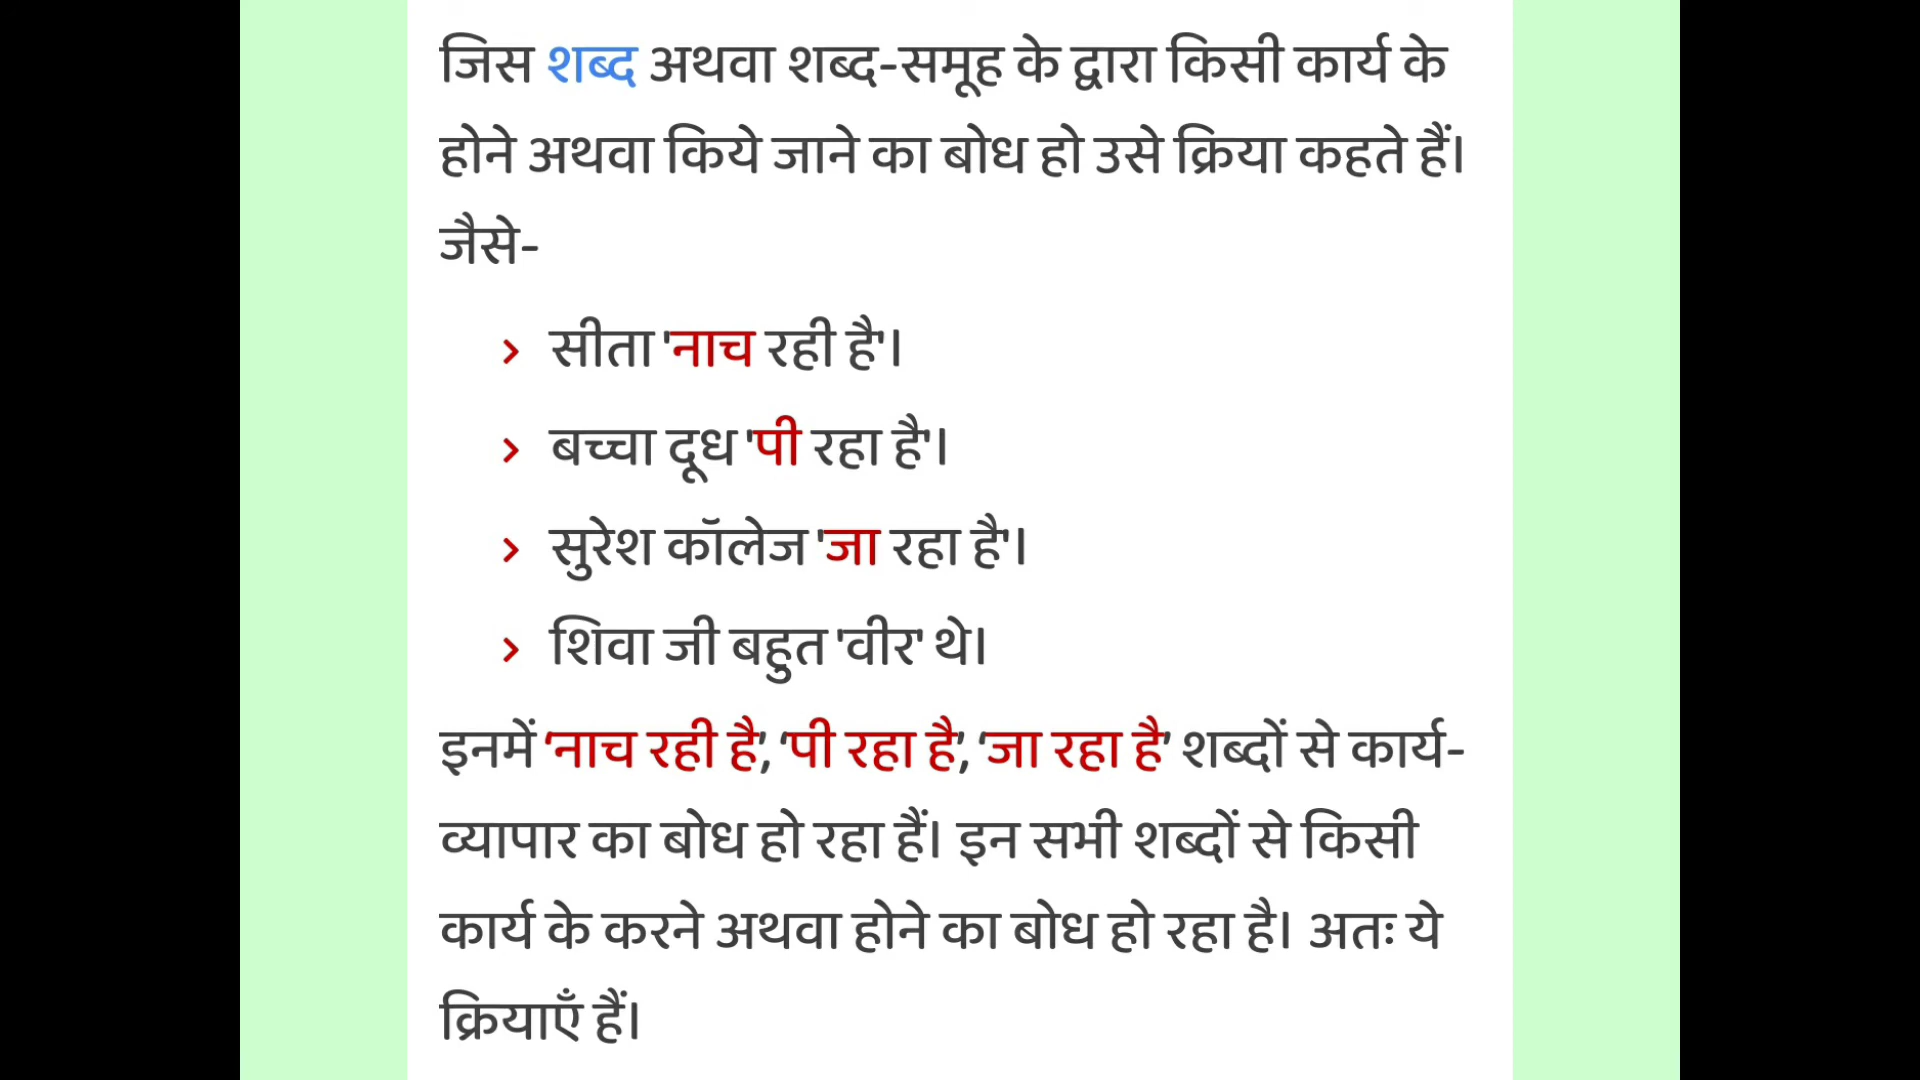 जिस शब्द अथवा शब्द-समूह के द्वारा किसी कार्य के
होने अथवा किये जाने का बोध हो उसे क्रिया कहते हैं।
जैसे-
› सीता 'नाच रही है'।
› बच्चा दूध 'पी रहा है'।
› सुरेश कॉलेज 'जा रहा है'।
› शिवा जी बहुत 'वीर' थे।
इनमें ‘नाच रही है’, ‘पी रहा है’, ‘जा रहा है’ शब्दों से कार्य-
व्यापार का बोध हो रहा हैं। इन सभी शब्दों से किसी
कार्य के करने अथवा होने का बोध हो रहा है। अतः ये
क्रियाएँ हैं।